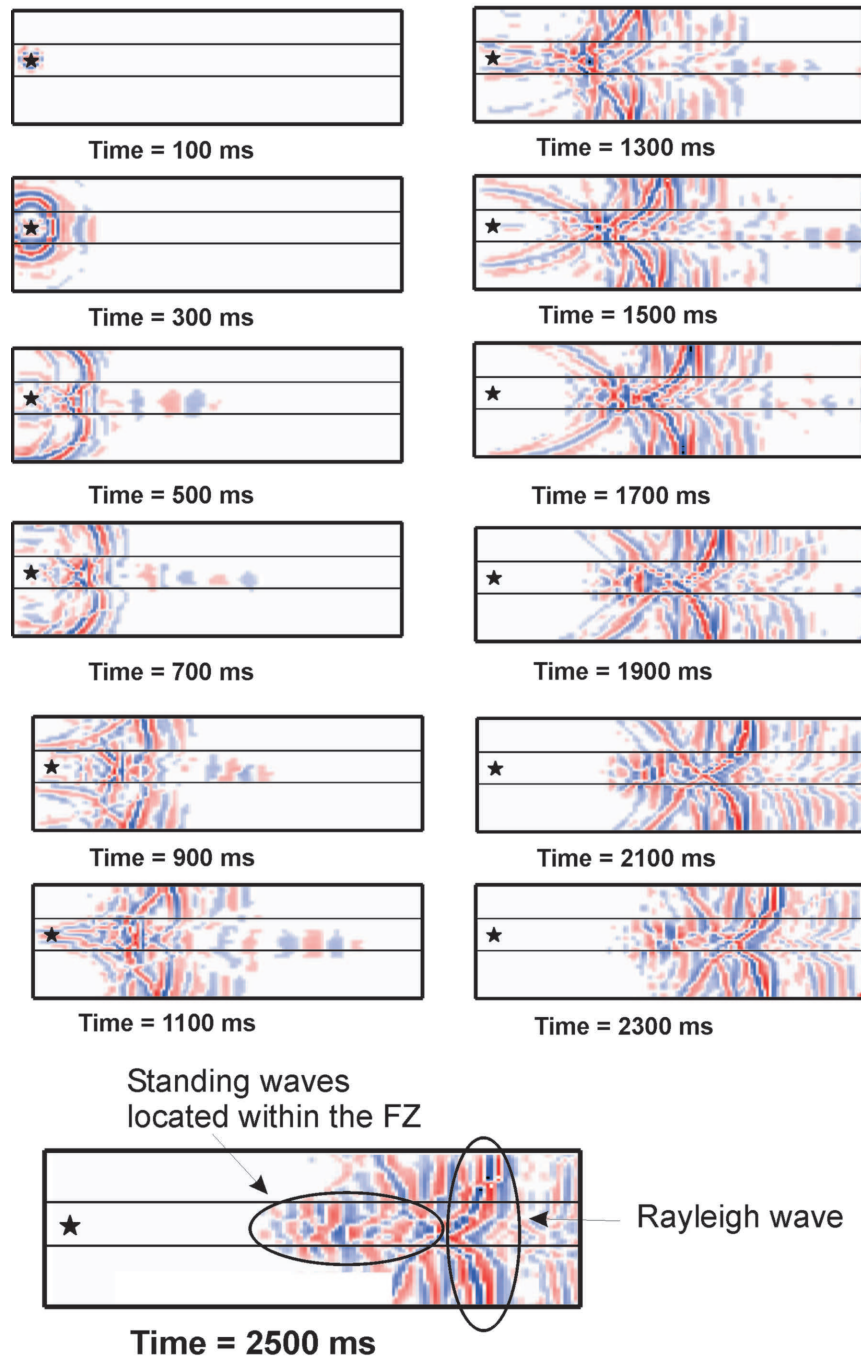 Time = 100 ms
Time = 300 ms
Time = 500 ms
Time = 700 ms
Time = 900 ms
Time = 1100 ms
Time = 1300 ms
Time = 1500 ms
Time = 1700 ms
Time = 1900 ms
Time = 2100 ms
Time = 2300 ms
Standing waves
located within the FZ
Rayleigh wave
Time = 2500 ms